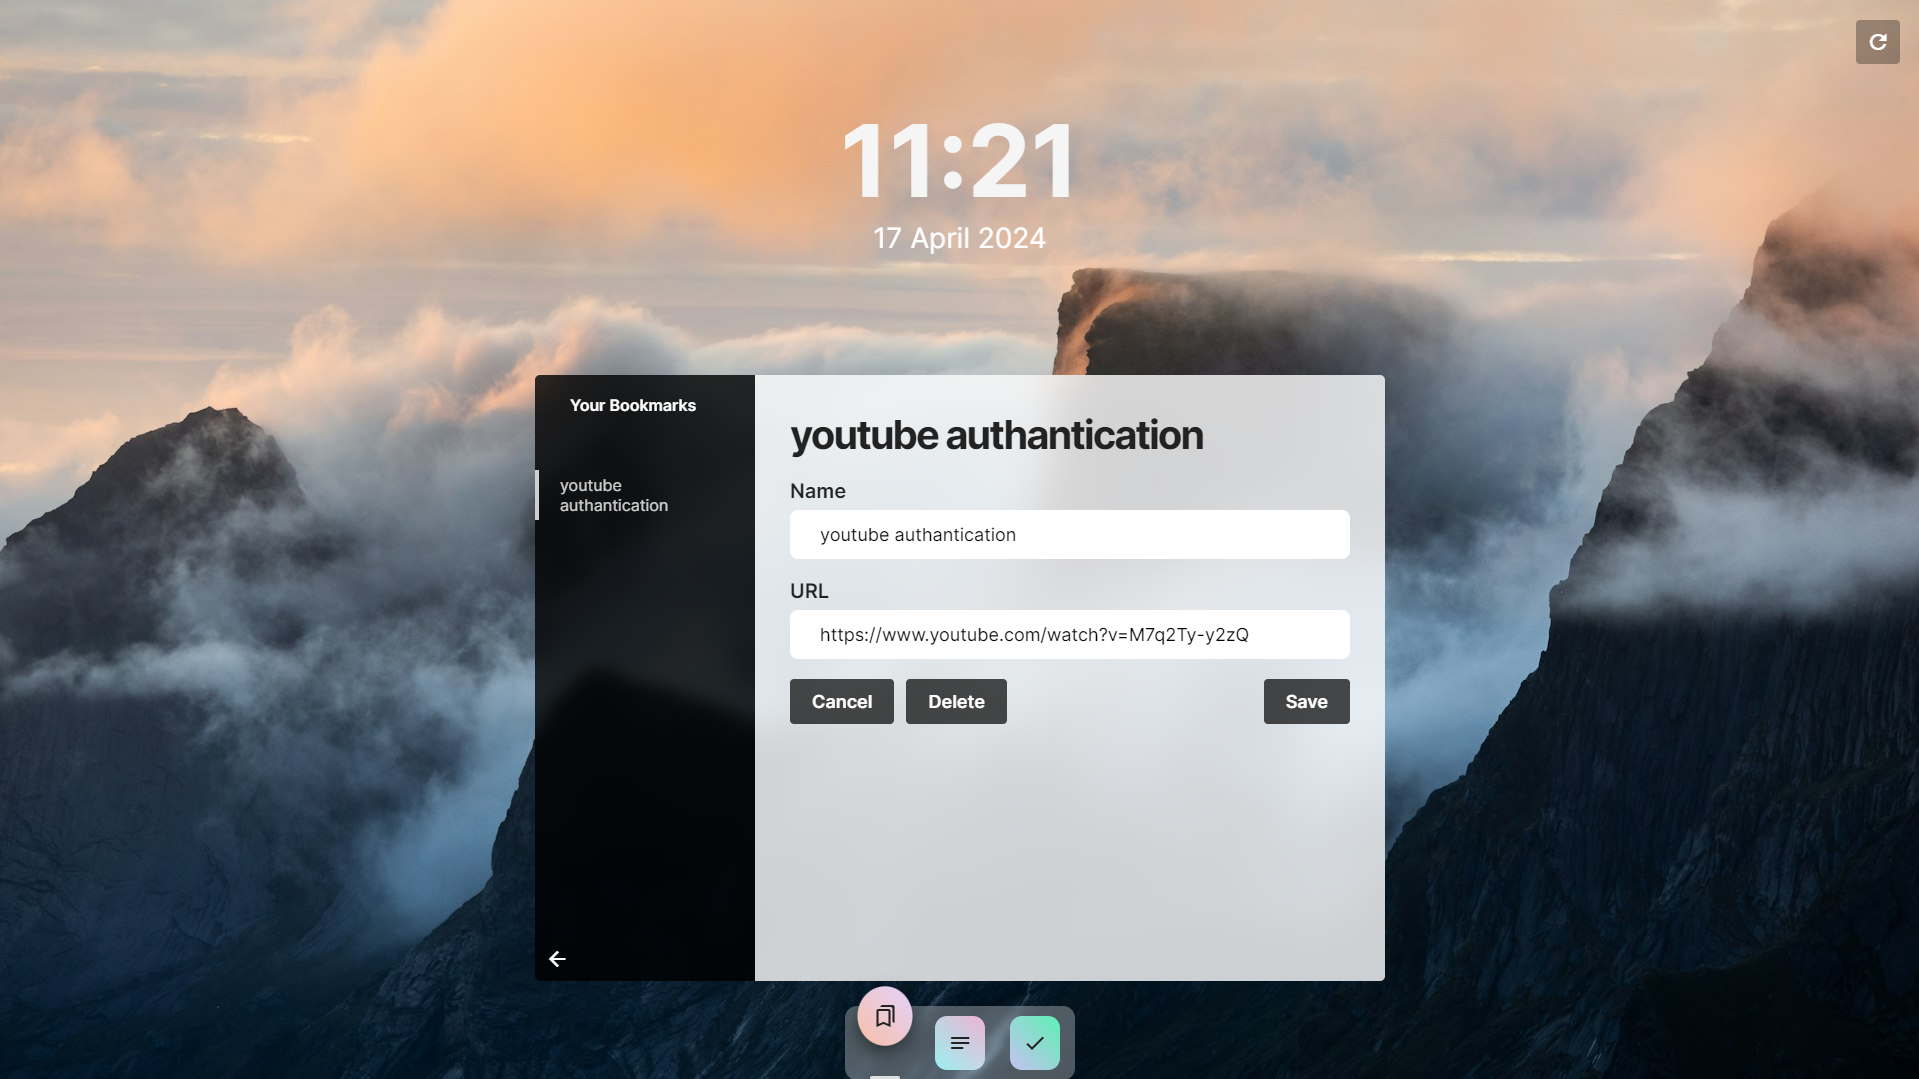 11:21
17 April 2024
Your Bookmarks
youtube
authantication
youtube authantication
Name
youtube authantication
URL
https://www.youtube.com/watch?v=M7q2Ty-y2zQ
Cancel
Delete
Save